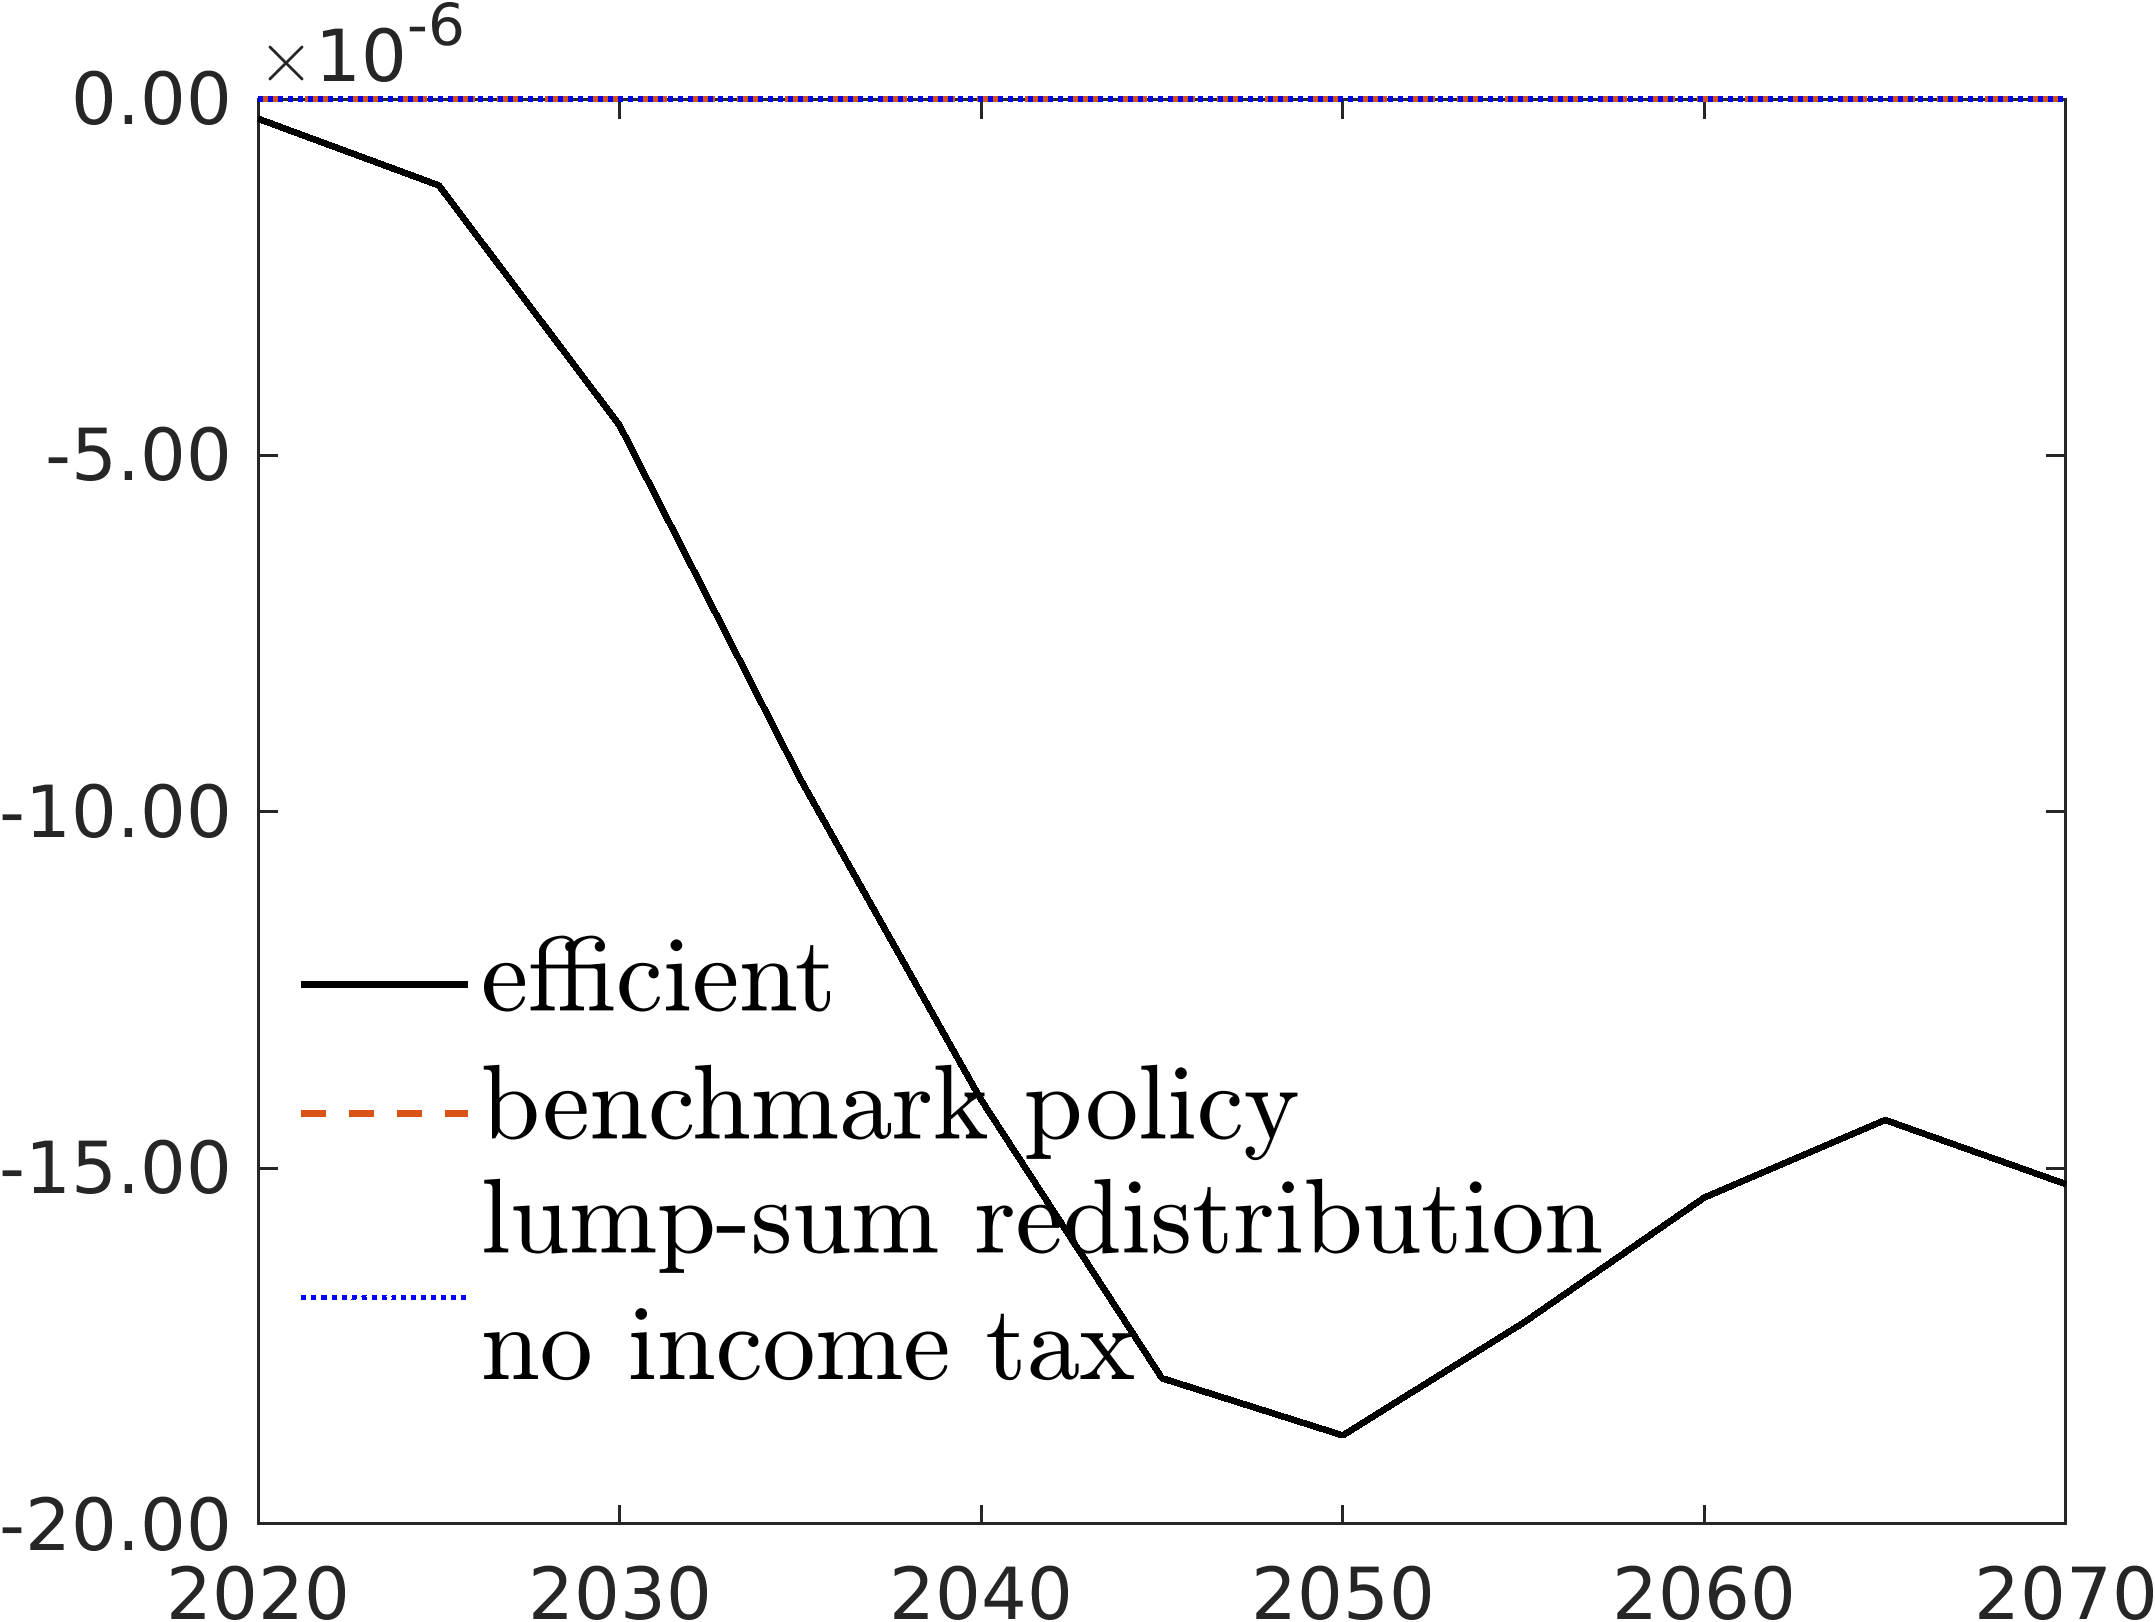 ×10-6
0.00
-5.00
-10.00
-15.00
-20.00
efficient
benchmark policy
lump-sum redistribution
no income tax
2020 2030 2040 2050 2060 2070